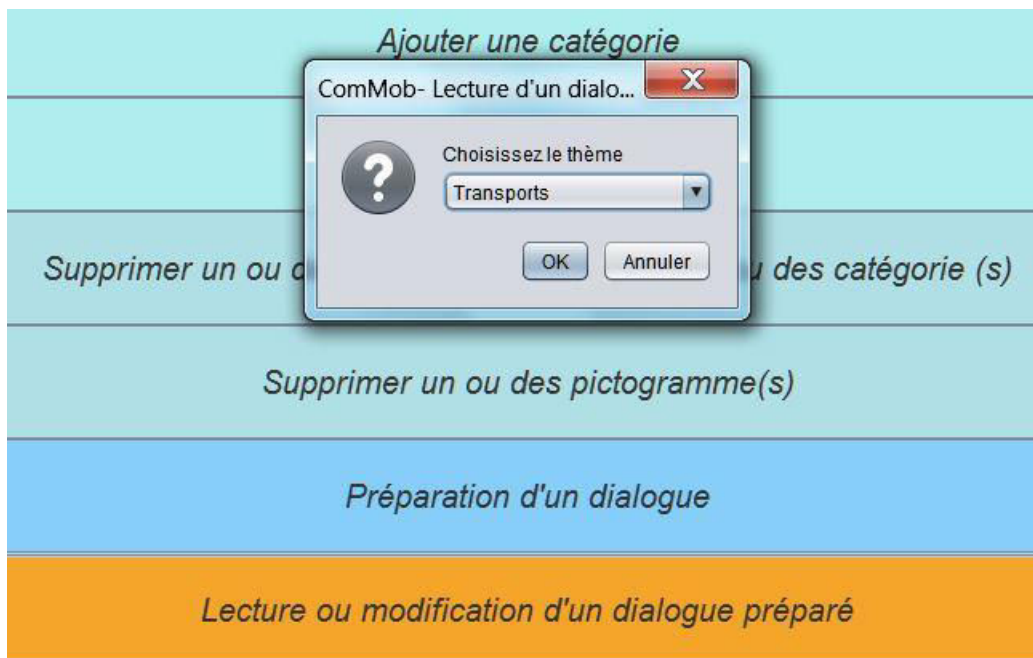 Ajouter une catégorie
ComMob- Lecture d'un dialo...
Choisissez le thème
Transports
OK Annuler
Supprimer un ou des catégorie (s)
Supprimer un ou des pictogramme(s)
Préparation d'un dialogue
Lecture ou modification d'un dialogue préparé